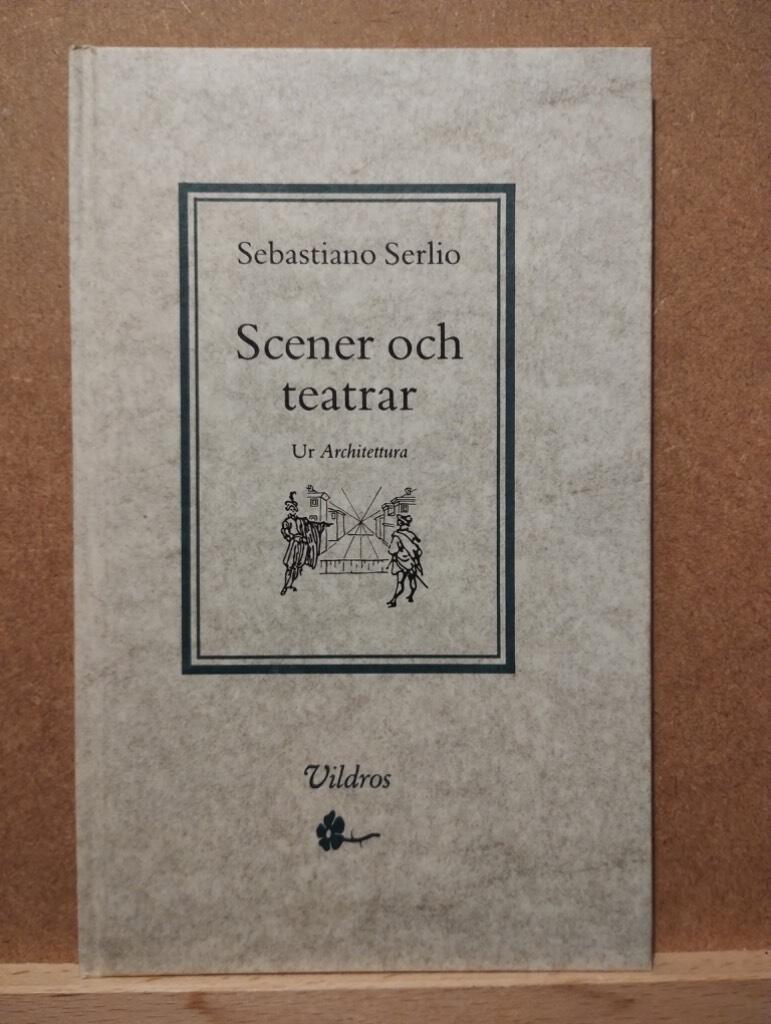 Sebastiano Serlio
Scener och
teatrar
Ur Architettura
Vildros